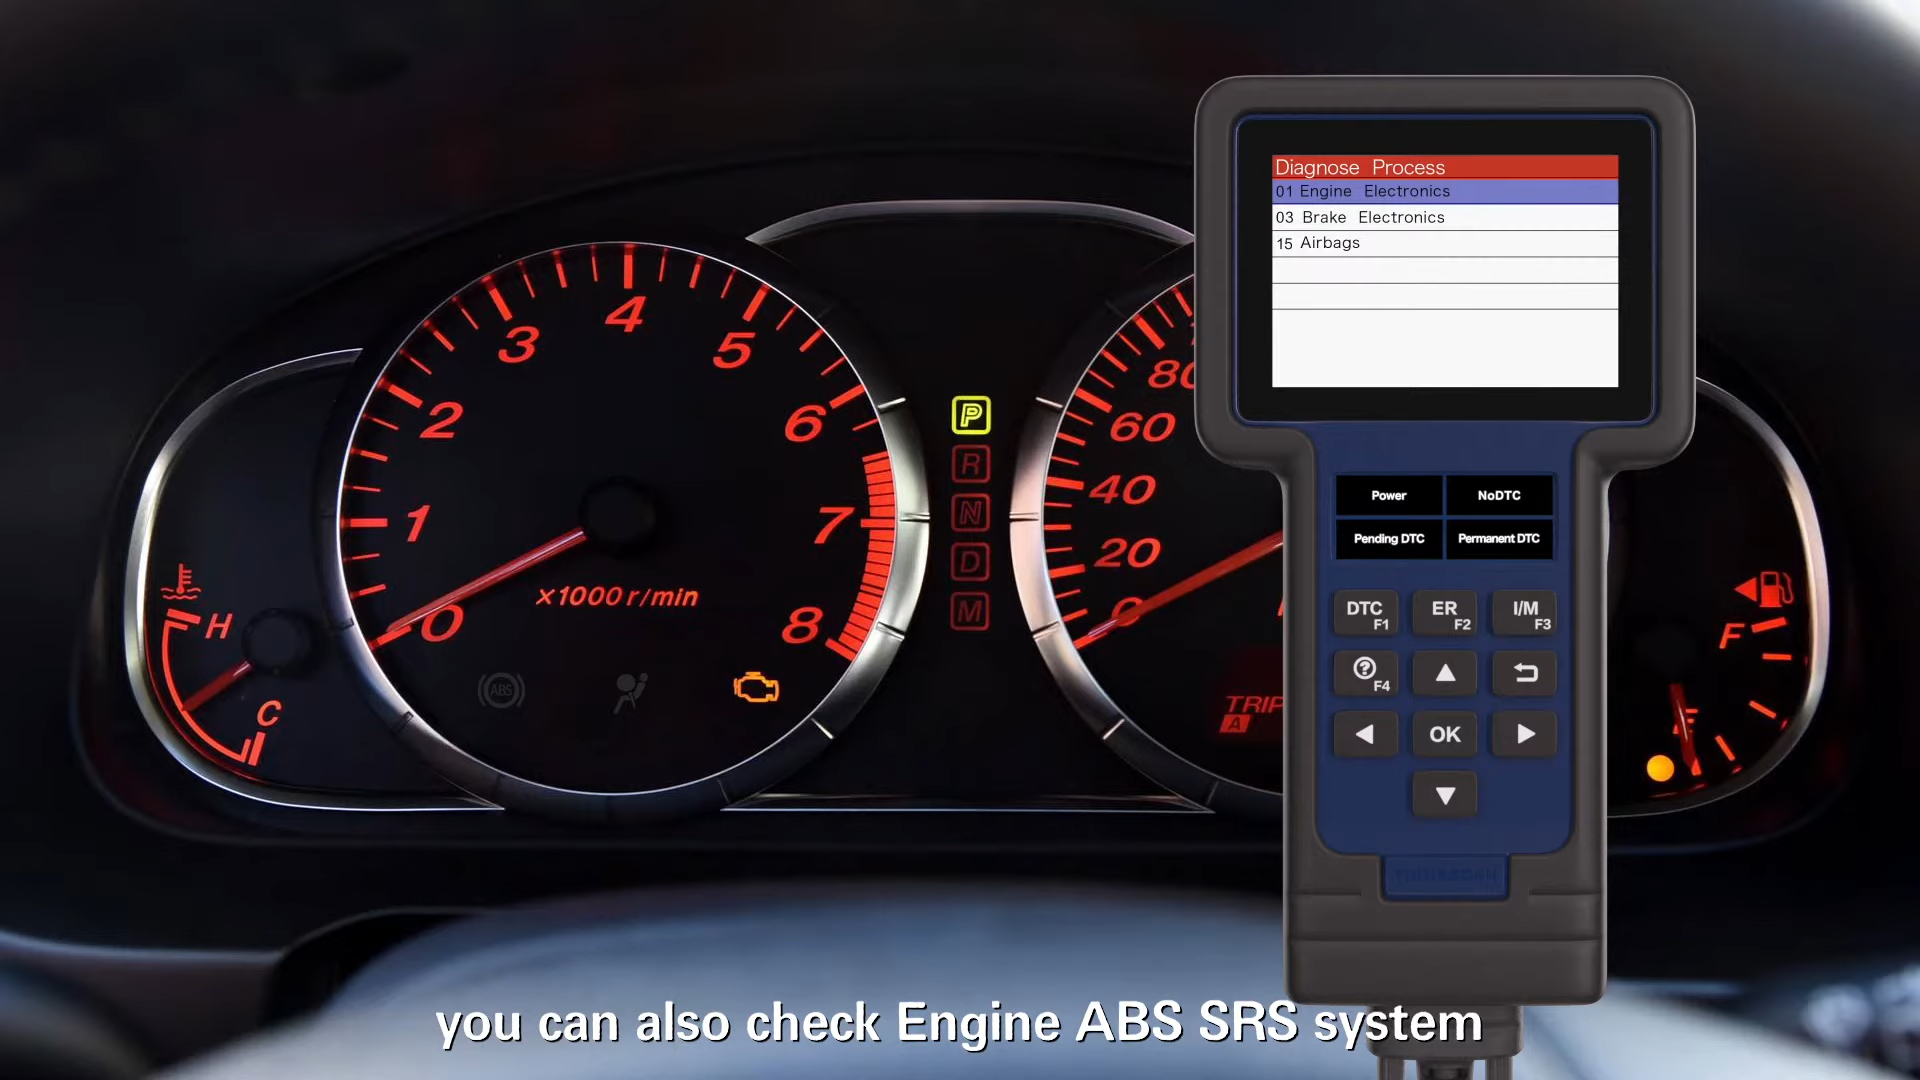 Diagnose Process
01 Engine Electronics
03 Brake Electronics
15 Airbags
Power
NoDTC
Pending DTC
Permanent DTC
DTC F1
ER F2
I/M F3
? F4
OK
1
2
3
4
5
6
7
8
0
x1000 r/min
H
C
ABS
P
R
N
D
M
80
60
40
20
0
TRIP
A
F
E
you can also check Engine ABS SRS system